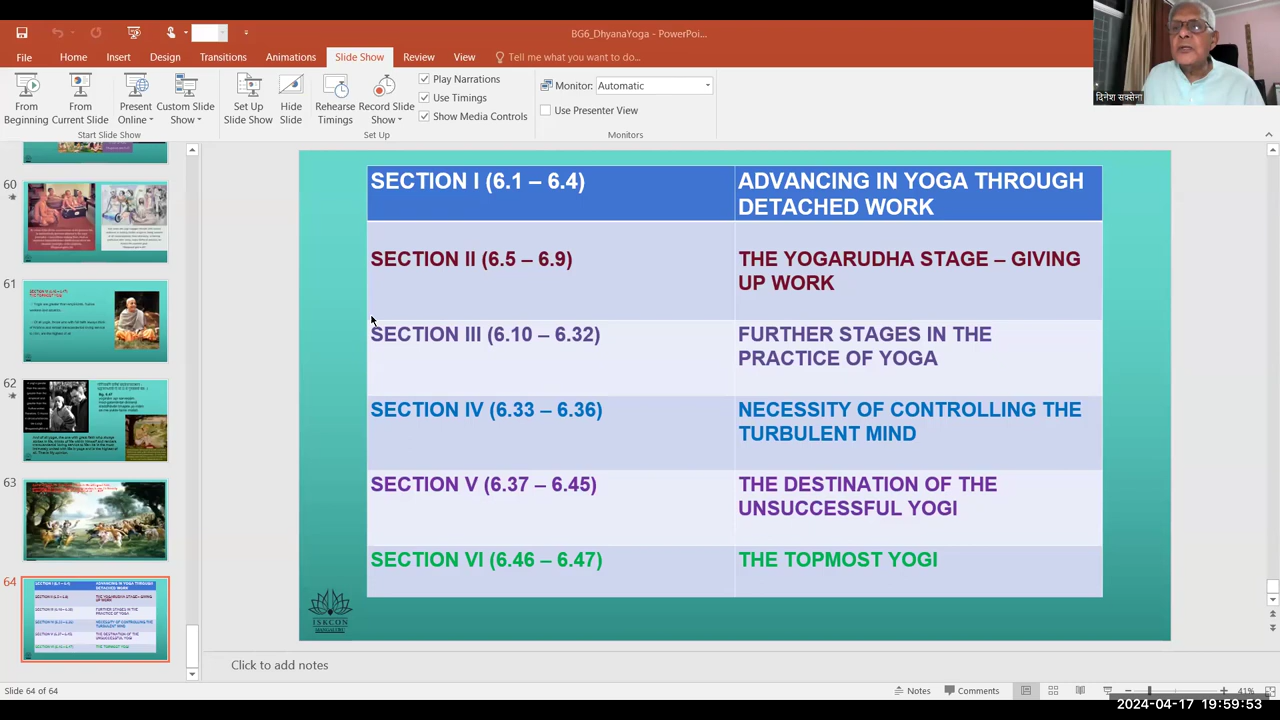 BG6_DhyanaYoga - PowerPoi...
File Home Insert Design Transitions Animations Slide Show Review View Tell me what you want to do...
From Beginning
From Current Slide
Present Online
Custom Slide Show
Start Slide Show
Set Up Slide Show
Hide Slide
Rehearse Timings
Record Slide Show
Play Narrations
Use Timings
Show Media Controls
Set Up
Monitor: Automatic
Use Presenter View
Monitors
दिनेश सक्सेना
60
61
62
63
64
SECTION I (6.1 – 6.4)
ADVANCING IN YOGA THROUGH
DETACHED WORK
SECTION II (6.5 – 6.9)
THE YOGARUDHA STAGE – GIVING
UP WORK
SECTION III (6.10 – 6.32)
FURTHER STAGES IN THE
PRACTICE OF YOGA
SECTION IV (6.33 – 6.36)
NECESSITY OF CONTROLLING THE
TURBULENT MIND
SECTION V (6.37 – 6.45)
THE DESTINATION OF THE
UNSUCCESSFUL YOGI
SECTION VI (6.46 – 6.47)
THE TOPMOST YOGI
ISKCON
Click to add notes
Slide 64 of 64
Notes Comments 41%
2024-04-17 19:59:53